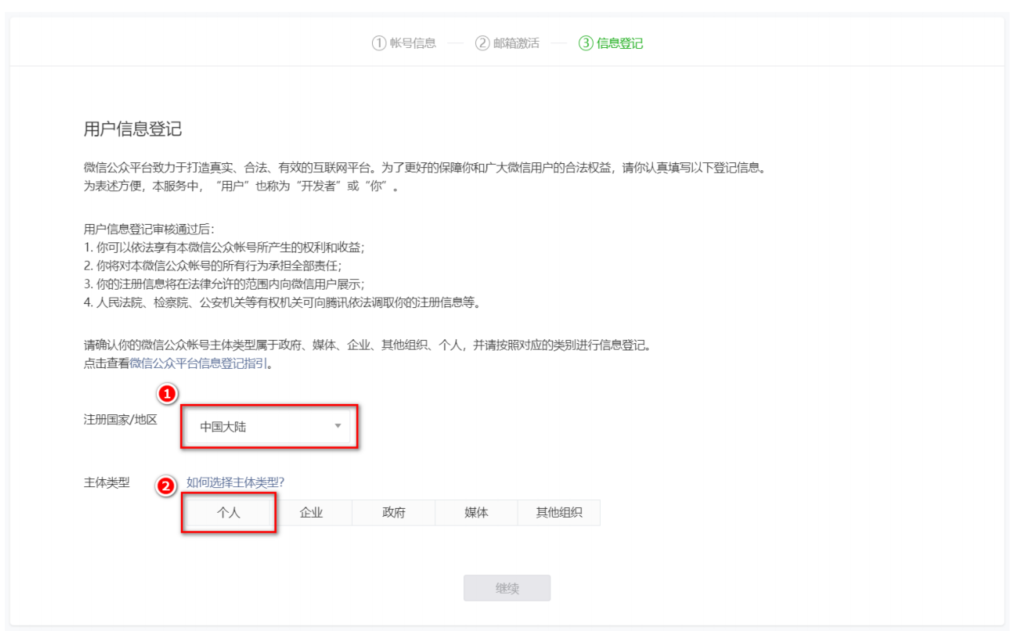 ① 帐号信息 — ② 邮箱激活 — ③ 信息登记
用户信息登记
微信公众平台致力于打造真实、合法、有效的互联网平台。为了更好的保障你和广大微信用户的合法权益，请你认真填写以下登记信息。
为表述方便，本服务中，“用户”也称为“开发者”或“你”。
用户信息登记审核通过后：
1. 你可以依法享有本微信公众帐号所产生的权利和收益；
2. 你将对本微信公众帐号的所有行为承担全部责任；
3. 你的注册信息将在法律允许的范围内向微信用户展示；
4. 人民法院、检察院、公安机关等有权机关可向腾讯依法调取你的注册信息等。
请确认你的微信公众帐号主体类型属于政府、媒体、企业、其他组织、个人，并请按照对应的类别进行信息登记。
点击查看微信公众平台信息登记指引。
1
注册国家/地区 中国大陆
主体类型 2 如何选择主体类型?
个人 企业 政府 媒体 其他组织
继续